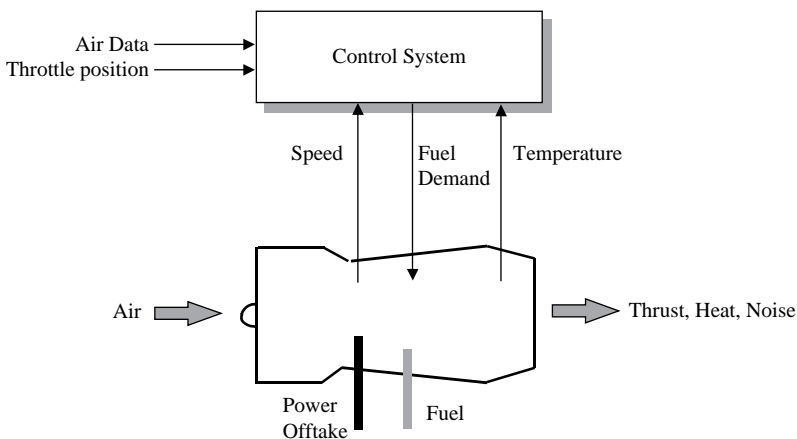 Air Data
Throttle position
Control System
Speed
Fuel
Demand
Temperature
Air
Thrust, Heat, Noise
Power
Offtake
Fuel